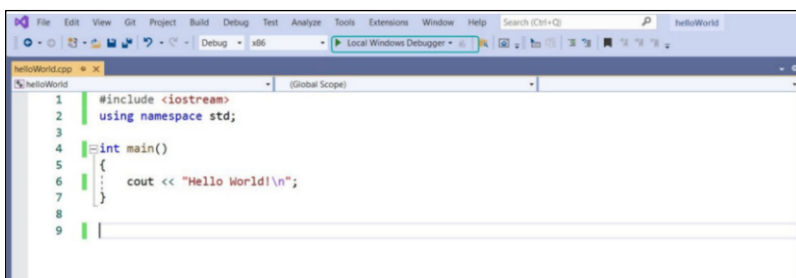 File Edit View Git Project Build Debug Test Analyze Tools Extensions Window Help Search (Ctrl+Q) helloWorld
Debug x86 Local Windows Debugger
helloWorld.cpp
helloWorld (Global Scope)
1 #include <iostream>
2 using namespace std;
3
4 int main()
5 {
6 cout << "Hello World!\n";
7 }
8
9